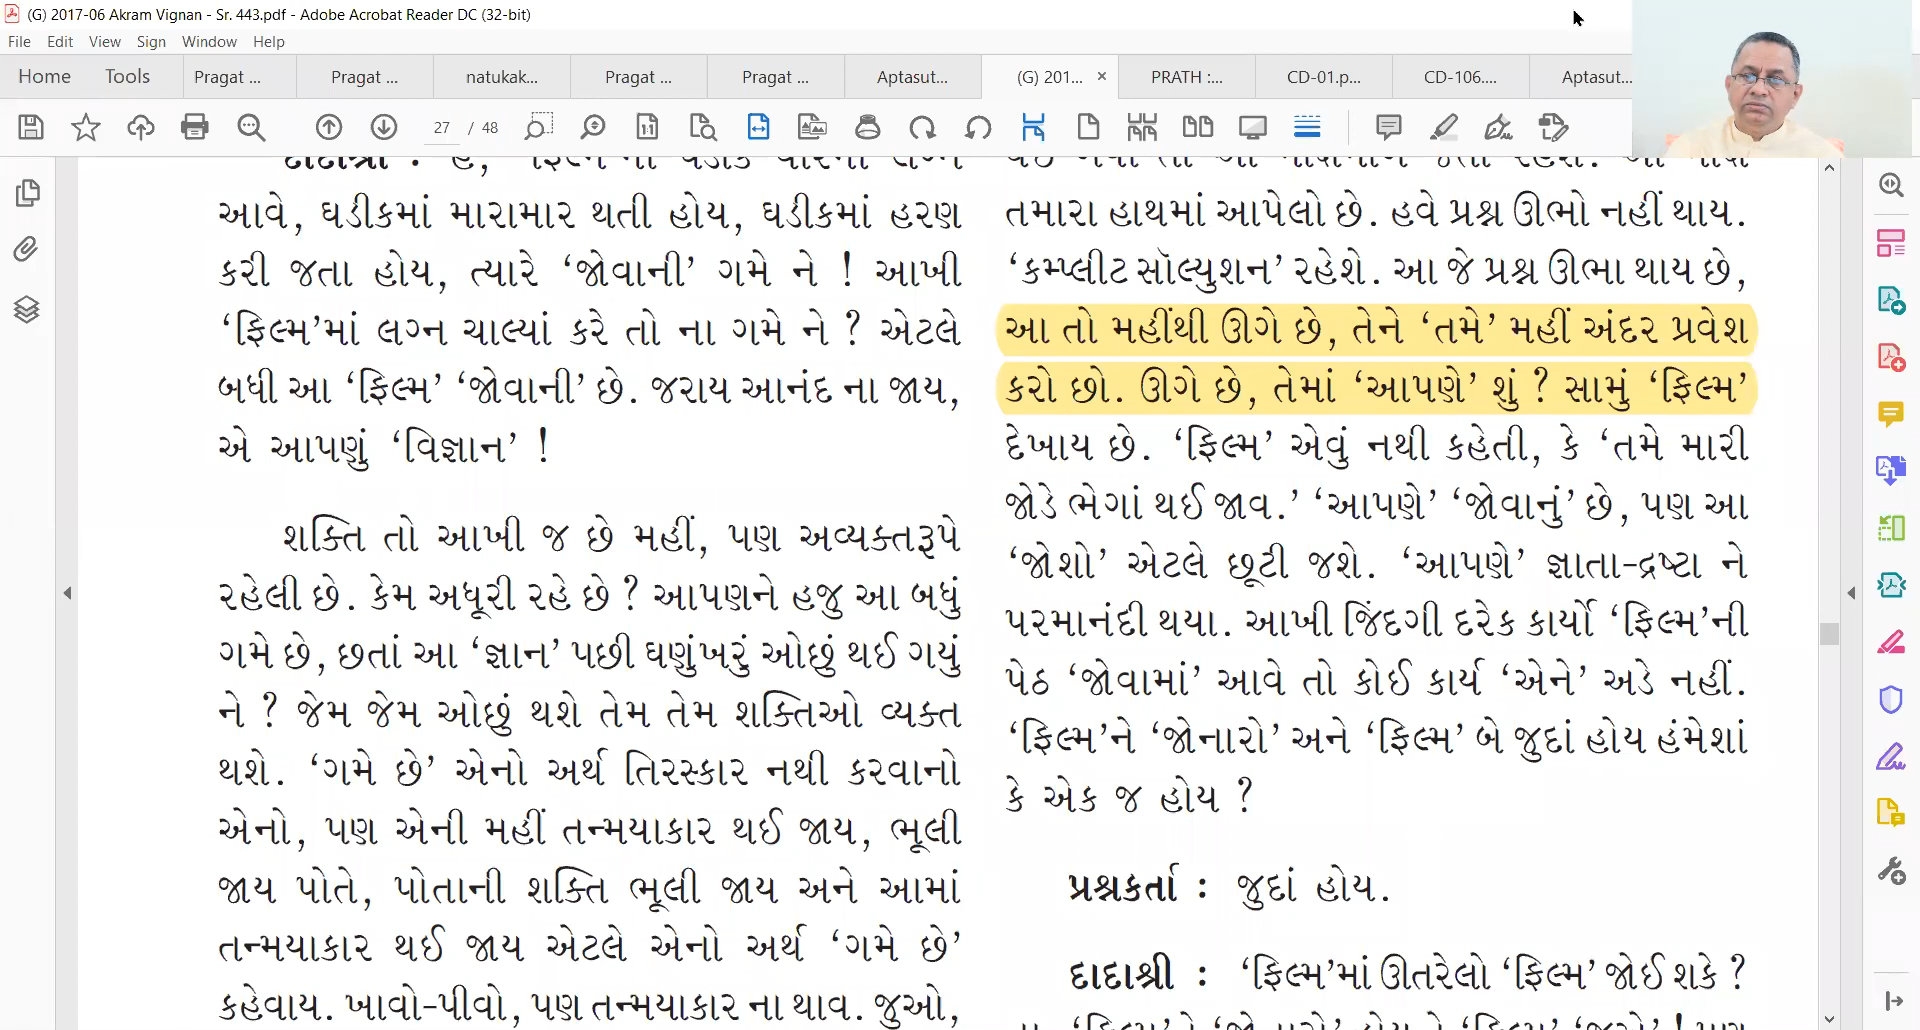 (G) 2017-06 Akram Vignan - Sr. 443.pdf - Adobe Acrobat Reader DC (32-bit)
File Edit View Sign Window Help
Home Tools Pragat ... Pragat ... natukak... Pragat ... Pragat ... Aptasut... (G) 201... × PRATH :... CD-01.p... CD-106.... Aptasut...
27 / 48
દાદાશ્રી :
આવે, ઘડીકમાં મારામાર થતી હોય, ઘડીકમાં હરણ
કરી જતા હોય, ત્યારે ‘જોવાની’ ગમે ને ! આખી
‘ફિલ્મ’માં લગ્ન ચાલ્યાં કરે તો ના ગમે ને ? એટલે
બધી આ ‘ફિલ્મ’ ‘જોવાની’ છે. જરાય આનંદ ના જાય,
એ આપણું ‘વિજ્ઞાન’ !
શક્તિ તો આખી જ છે મહીં, પણ અવ્યક્તરૂપે
રહેલી છે. કેમ અધૂરી રહે છે ? આપણને હજુ આ બધું
ગમે છે, છતાં આ ‘જ્ઞાન’ પછી ઘણુંખરું ઓછું થઈ ગયું
ને ? જેમ જેમ ઓછું થશે તેમ તેમ શક્તિઓ વ્યક્ત
થશે. ‘ગમે છે’ એનો અર્થ તિરસ્કાર નથી કરવાનો
એનો, પણ એની મહીં તન્મયાકાર થઈ જાય, ભૂલી
જાય પોતે, પોતાની શક્તિ ભૂલી જાય અને આમાં
તન્મયાકાર થઈ જાય એટલે એનો અર્થ ‘ગમે છે’
કહેવાય. ખાવો-પીવો, પણ તન્મયાકાર ના થાવ. જુઓ,
તમારા હાથમાં આપેલો છે. હવે પ્રશ્ન ઊભો નહીં થાય.
‘કમ્પ્લીટ સૉલ્યુશન’ રહેશે. આ જે પ્રશ્ન ઊભા થાય છે,
આ તો મહીંથી ઊગે છે, તેને ‘તમે’ મહીં અંદર પ્રવેશ
કરો છો. ઊગે છે, તેમાં ‘આપણે’ શું ? સામું ‘ફિલ્મ’
દેખાય છે. ‘ફિલ્મ’ એવું નથી કહેતી, કે ‘તમે મારી
જોડે ભેગાં થઈ જાવ.’ ‘આપણે’ ‘જોવાનું’ છે, પણ આ
‘જોશો’ એટલે છૂટી જશે. ‘આપણે’ જ્ઞાતા-દ્રષ્ટા ને
પરમાનંદી થયા. આખી જિંદગી દરેક કાર્યો ‘ફિલ્મ’ની
પેઠ ‘જોવામાં’ આવે તો કોઈ કાર્ય ‘એને’ અડે નહીં.
‘ફિલ્મ’ને ‘જોનારો’ અને ‘ફિલ્મ’ બે જુદાં હોય હંમેશાં
કે એક જ હોય ?
પ્રશ્નકર્તા : જુદાં હોય.
દાદાશ્રી : ‘ફિલ્મ’માં ઊતરેલો ‘ફિલ્મ’ જોઈ શકે ?